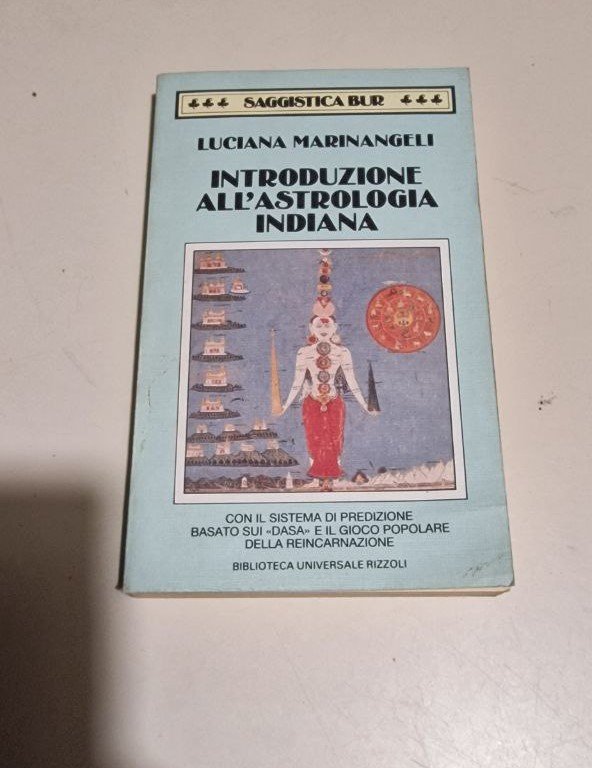 SAGGISTICA BUR
LUCIANA MARINANGELI
INTRODUZIONE
ALL'ASTROLOGIA
INDIANA
CON IL SISTEMA DI PREDIZIONE
BASATO SUI «DASA» E IL GIOCO POPOLARE
DELLA REINCARNAZIONE
BIBLIOTECA UNIVERSALE RIZZOLI